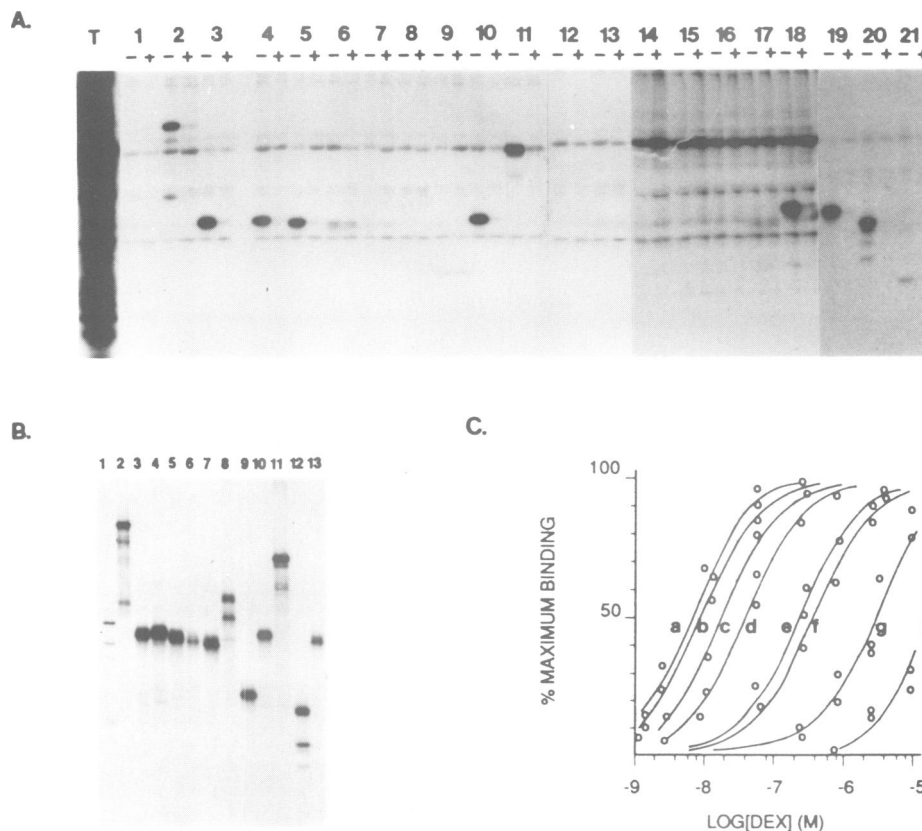 A.
T 1 2 3 4 5 6 7 8 9 10 11 12 13 14 15 16 17 18 19 20 21
- + - + - + - + - + - + - + - + - + - + - + - + - + - + - + - + - + - + - + - + - +
B.
1 2 3 4 5 6 7 8 9 10 11 12 13
C.
100
50
% MAXIMUM BINDING
a b c d e f g
-9 -8 -7 -6 -5
LOG[DEX] (M)